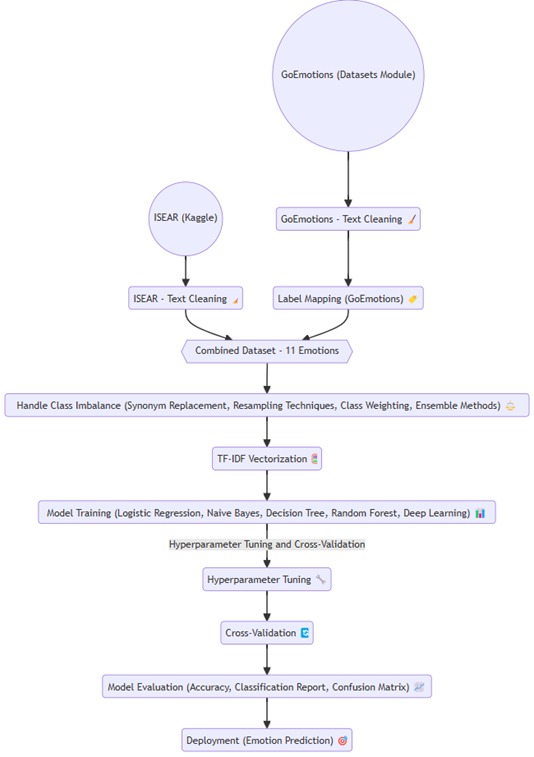 GoEmotions (Datasets Module)
ISEAR (Kaggle)
GoEmotions - Text Cleaning 🧹
ISEAR - Text Cleaning 🧹
Label Mapping (GoEmotions) 🏷️
Combined Dataset - 11 Emotions
Handle Class Imbalance (Synonym Replacement, Resampling Techniques, Class Weighting, Ensemble Methods) ⚖️
TF-IDF Vectorization
Model Training (Logistic Regression, Naive Bayes, Decision Tree, Random Forest, Deep Learning) 📊
Hyperparameter Tuning and Cross-Validation
Hyperparameter Tuning 🔧
Cross-Validation
Model Evaluation (Accuracy, Classification Report, Confusion Matrix) 📈
Deployment (Emotion Prediction) 🎯